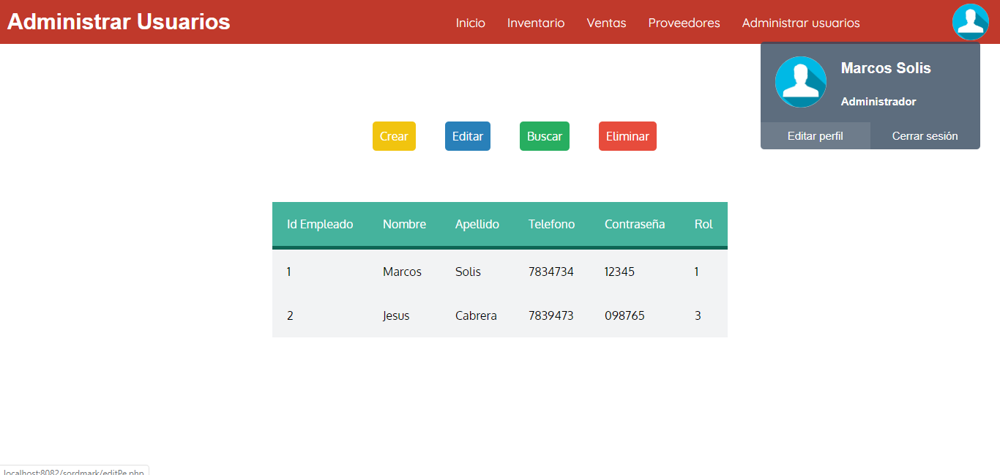 Administrar Usuarios
Inicio Inventario Ventas Proveedores Administrar usuarios
Marcos Solis
Administrador
Editar perfil Cerrar sesión
Crear Editar Buscar Eliminar
Id Empleado Nombre Apellido Telefono Contraseña Rol
1 Marcos Solis 7834734 12345 1
2 Jesus Cabrera 7839473 098765 3
localhost:8082/sordmark/editPe.php